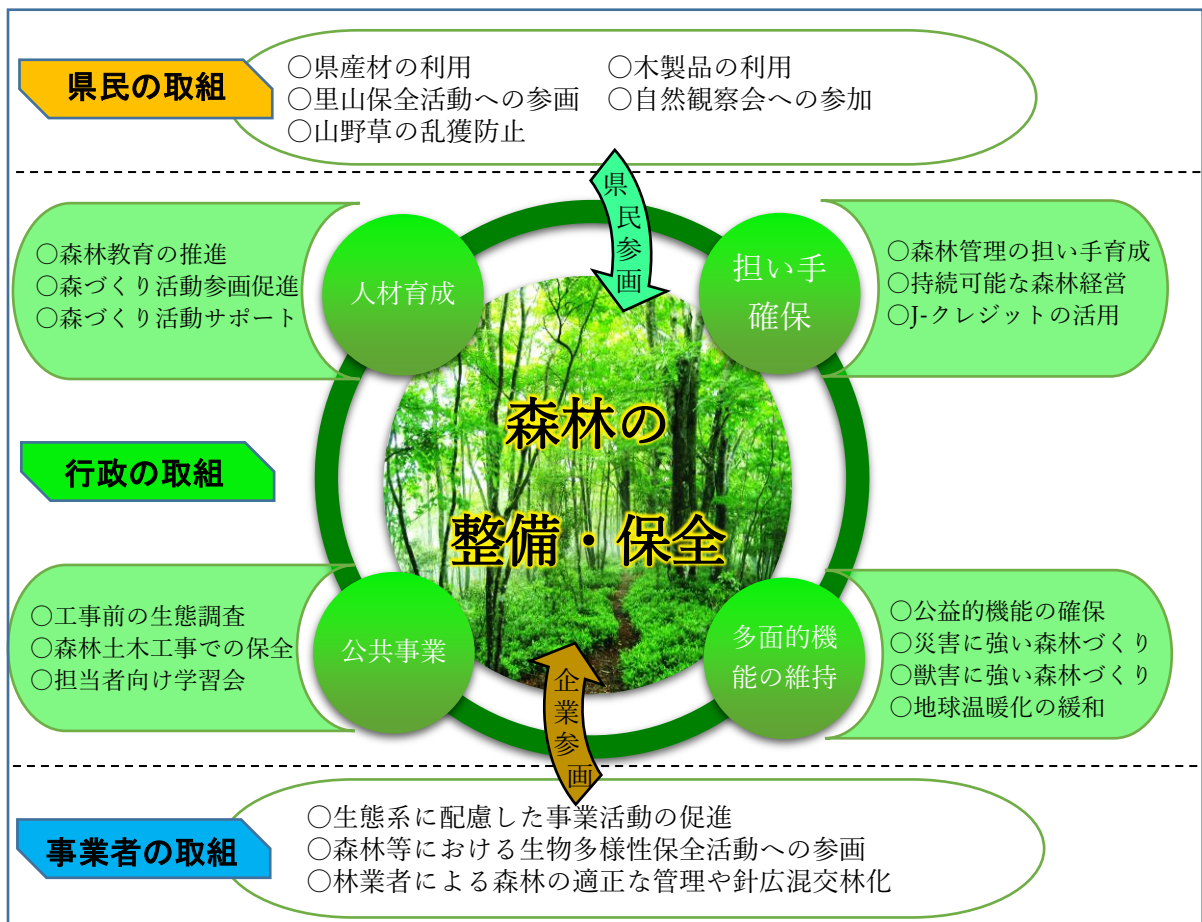 県民の取組
○県産材の利用 ○木製品の利用
○里山保全活動への参画 ○自然観察会への参加
○山野草の乱獲防止
県民参画
○森林教育の推進
○森づくり活動参画促進
○森づくり活動サポート
人材育成
担い手
確保
○森林管理の担い手育成
○持続可能な森林経営
○J-クレジットの活用
行政の取組
森林の
整備・保全
○工事前の生態調査
○森林土木工事での保全
○担当者向け学習会
公共事業
多面的機
能の維持
○公益的機能の確保
○災害に強い森林づくり
○獣害に強い森林づくり
○地球温暖化の緩和
企業参画
事業者の取組
○生態系に配慮した事業活動の促進
○森林等における生物多様性保全活動への参画
○林業者による森林の適正な管理や針広混交林化